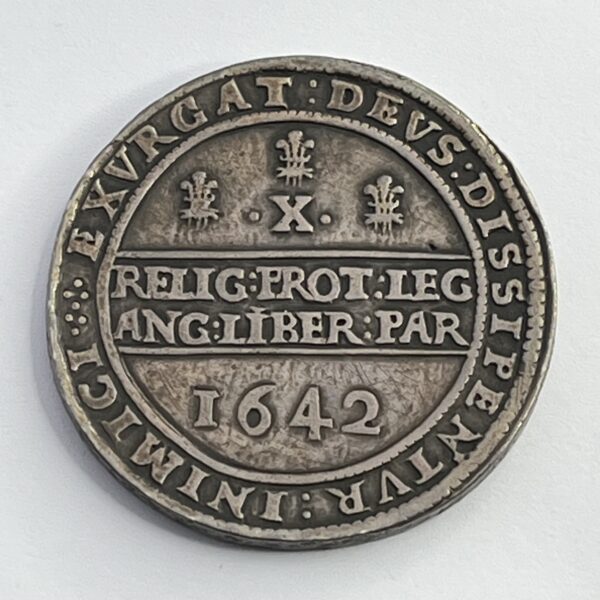 EXVRGAT : DEVS : DISSIPENTVR : INIMICI
· X ·
RELIG : PROT : LEG
ANG : LIBER : PAR
1642